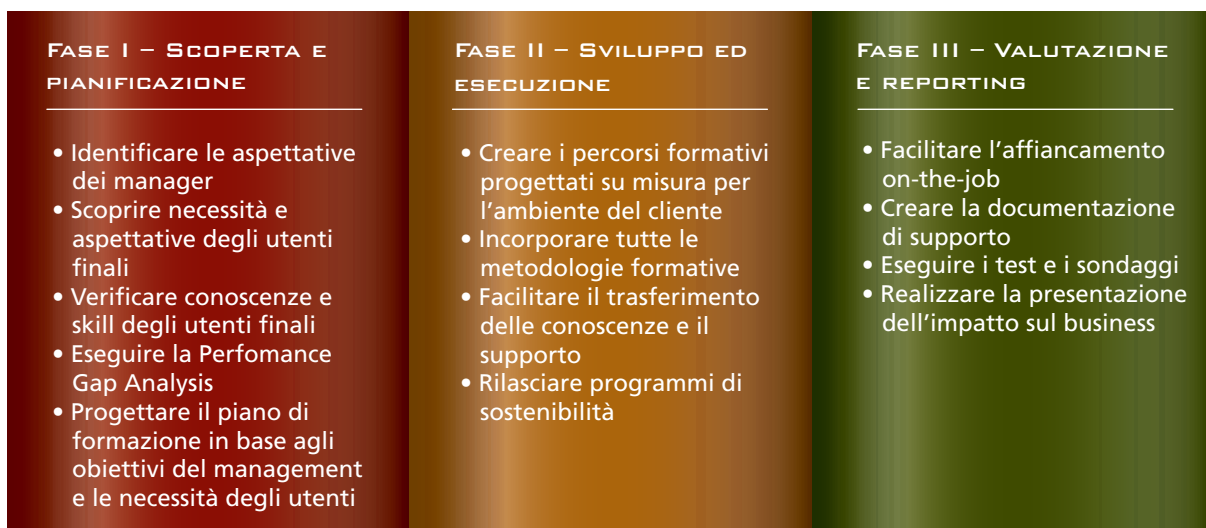 Fase I – Scoperta e
pianificazione
• Identificare le aspettative
dei manager
• Scoprire necessità e
aspettative degli utenti
finali
• Verificare conoscenze e
skill degli utenti finali
• Eseguire la Perfomance
Gap Analysis
• Progettare il piano di
formazione in base agli
obiettivi del management
e le necessità degli utenti
Fase II – Sviluppo ed
esecuzione
• Creare i percorsi formativi
progettati su misura per
l’ambiente del cliente
• Incorporare tutte le
metodologie formative
• Facilitare il trasferimento
delle conoscenze e il
supporto
• Rilasciare programmi di
sostenibilità
Fase III – Valutazione
e reporting
• Facilitare l’affiancamento
on-the-job
• Creare la documentazione
di supporto
• Eseguire i test e i sondaggi
• Realizzare la presentazione
dell’impatto sul business